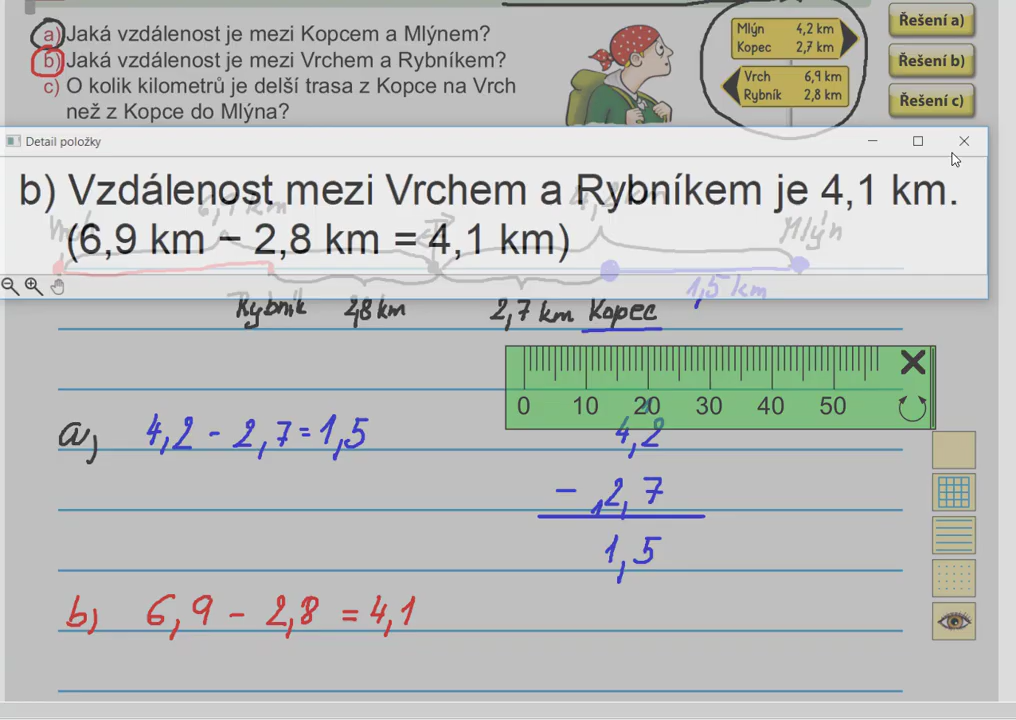 a) Jaká vzdálenost je mezi Kopcem a Mlýnem?
b) Jaká vzdálenost je mezi Vrchem a Rybníkem?
c) O kolik kilometrů je delší trasa z Kopce na Vrch
než z Kopce do Mlýna?
Mlýn 4,2 km
Kopec 2,7 km
Vrch 6,9 km
Rybník 2,8 km
Řešení a)
Řešení b)
Řešení c)
Detail položky
b) Vzdálenost mezi Vrchem a Rybníkem je 4,1 km.
(6,9 km − 2,8 km = 4,1 km)
Mlýn
1,5 km
Rybník 2,8 km 2,7 km Kopec
0 10 20 30 40 50
a) 4,2 - 2,7 = 1,5
4,2
- 2,7
1,5
b) 6,9 - 2,8 = 4,1